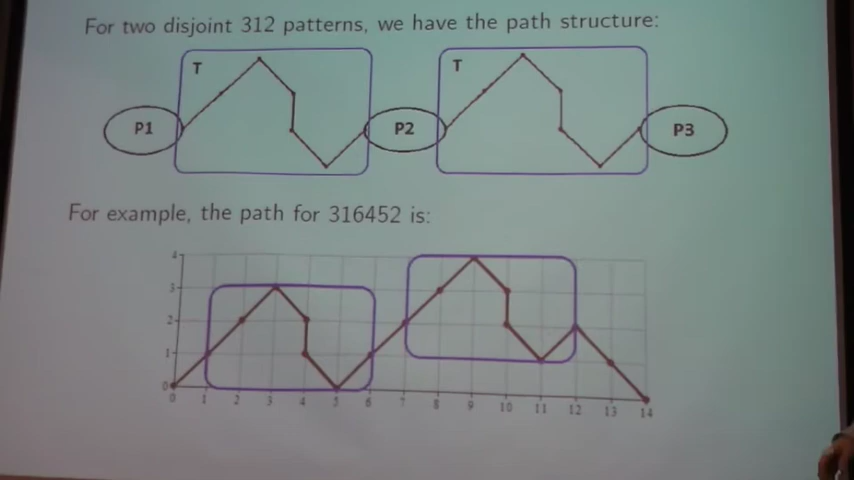 For two disjoint 312 patterns, we have the path structure:
T
T
P1
P2
P3
For example, the path for 316452 is:
4
3
2
1
0
0 1 2 3 4 5 6 7 8 9 10 11 12 13 14